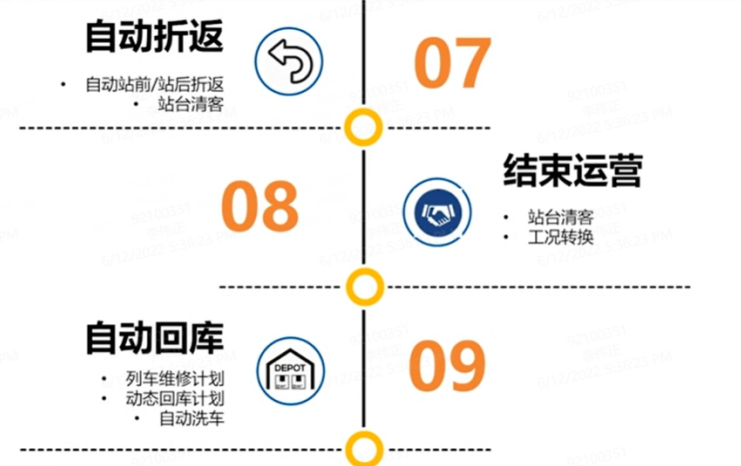 自动折返
07
• 自动站前/站后折返
• 站台清客
08
结束运营
• 站台清客
• 工况转换
自动回库
DEPOT
09
• 列车维修计划
• 动态回库计划
• 自动洗车